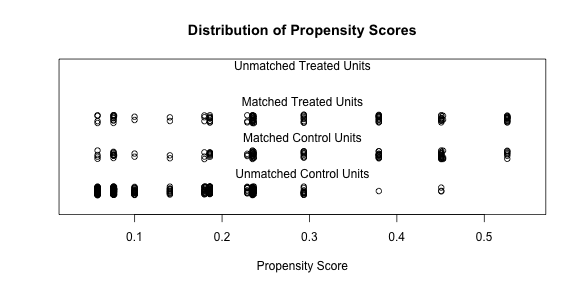 Distribution of Propensity Scores
Unmatched Treated Units
Matched Treated Units
Matched Control Units
Unmatched Control Units
0.1 0.2 0.3 0.4 0.5
Propensity Score